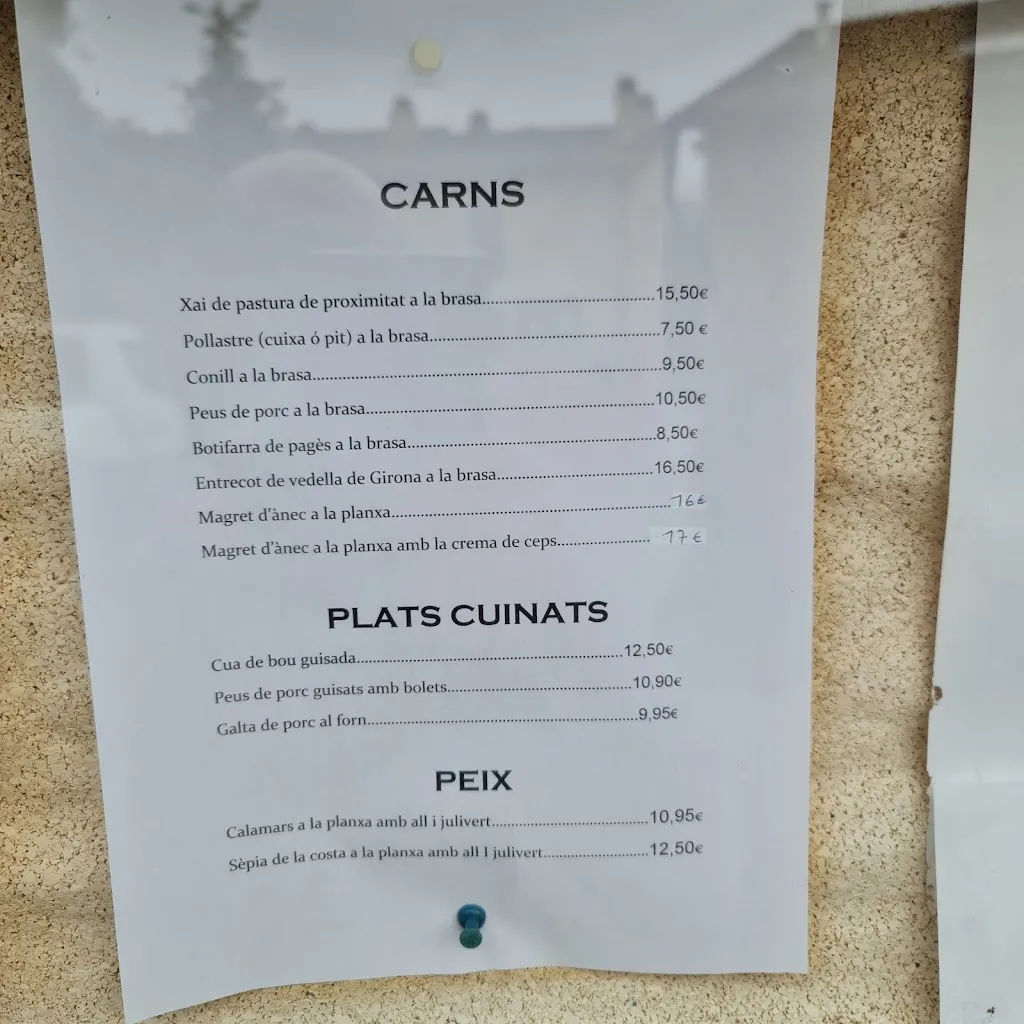 CARNS
Xai de pastura de proximitat a la brasa..........................................15,50€
Pollastre (cuixa ó pit) a la brasa........................................................7,50 €
Conill a la brasa......................................................................................9,50€
Peus de porc a la brasa.......................................................................10,50€
Botifarra de pagès a la brasa.............................................................8,50€
Entrecot de vedella de Girona a la brasa......................................16,50€
Magret d'ànec a la planxa....................................................................16€
Magret d'ànec a la planxa amb la crema de ceps....................... 17€
PLATS CUINATS
Cua de bou guisada.................................................................12,50€
Peus de porc guisats amb bolets.............................................10,90€
Galta de porc al forn..................................................................9,95€
PEIX
Calamars a la planxa amb all i julivert.......................................10,95€
Sèpia de la costa a la planxa amb all I julivert..........................12,50€